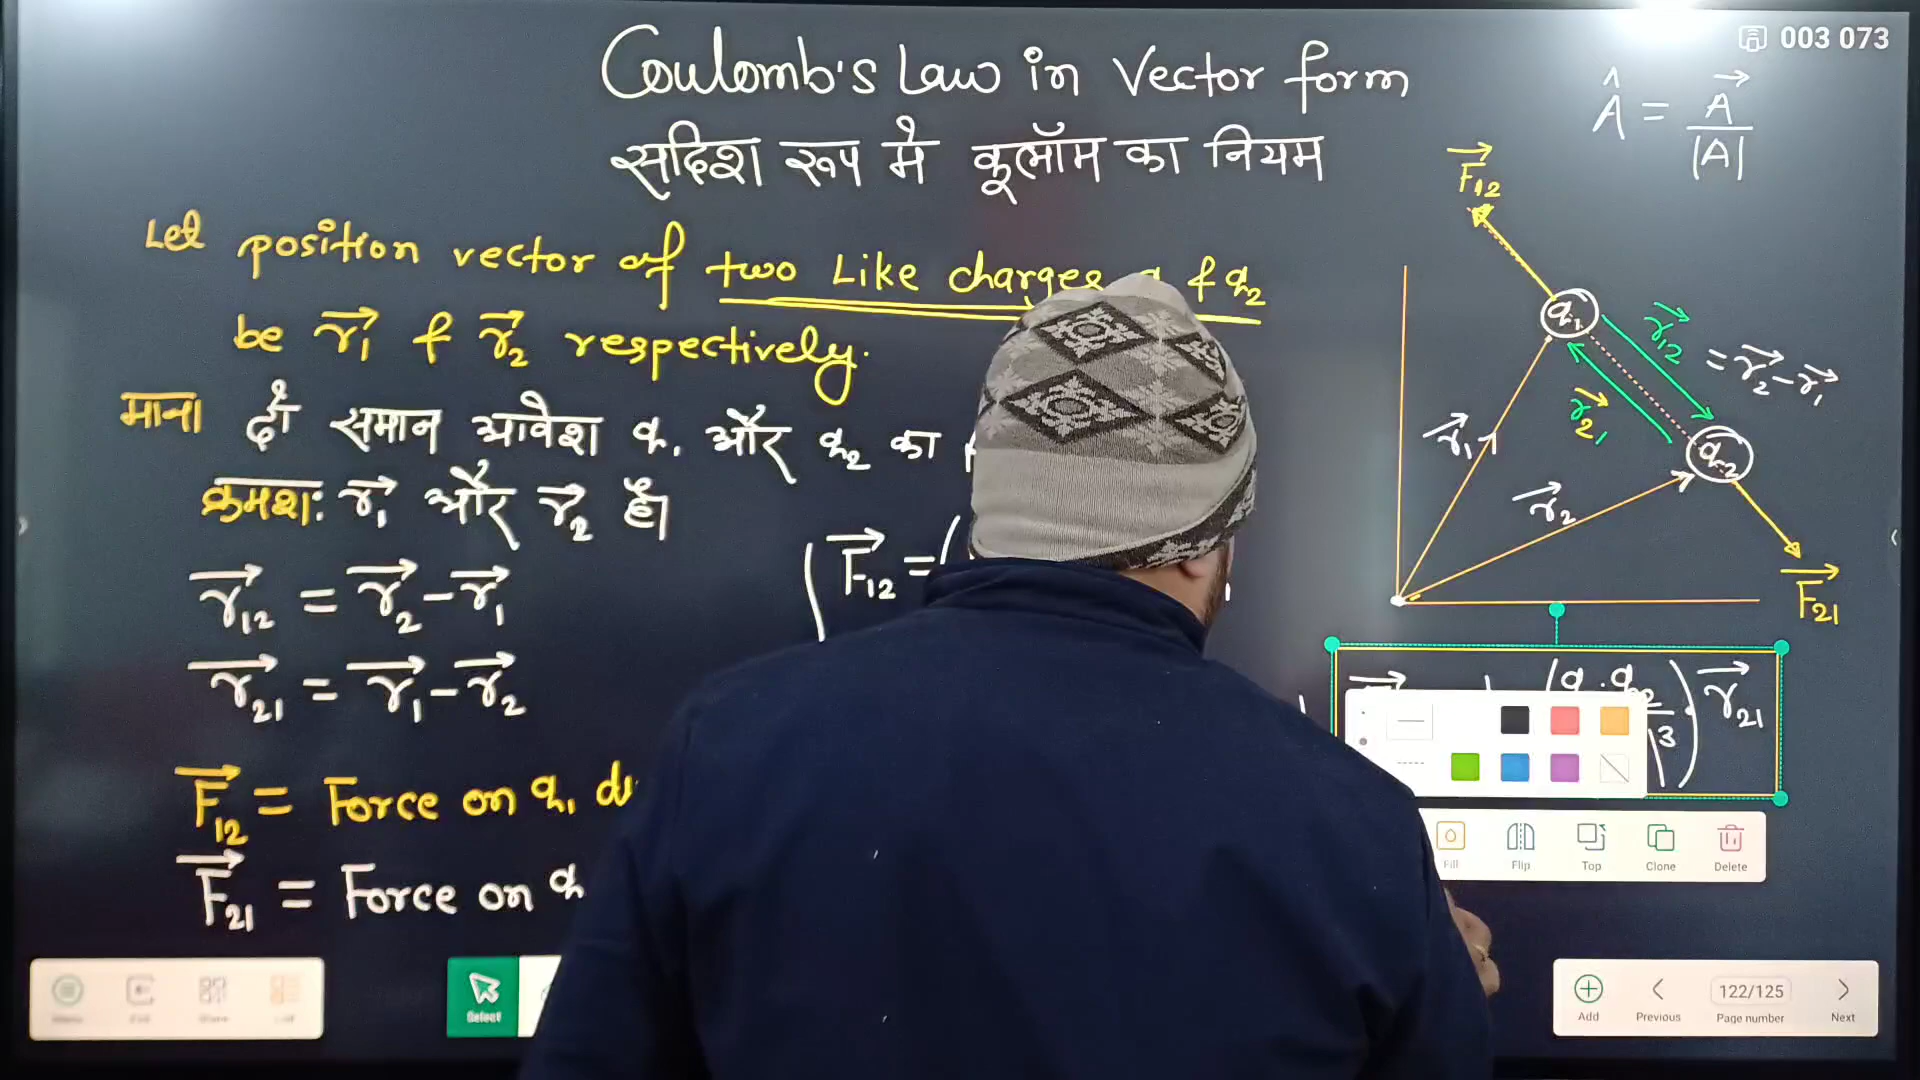 Coulomb's Law in Vector form
सदिश रूप में कूलॉम का नियम
Let position vector of two Like charges q & q₂
be r⃗₁ & r⃗₂ respectively.
माना दो समान आवेश q₁ और q₂ का
क्रमशः r⃗₁ और r⃗₂ है।
r⃗₁₂ = r⃗₂ - r⃗₁
r⃗₂₁ = r⃗₁ - r⃗₂
F⃗₁₂ = Force on q₁
F⃗₂₁ = Force on q
F⃗₁₂ = (
003 073
Â = A⃗ / |A|
F⃗₁₂
q₁
r⃗₁₂ = r⃗₂ - r⃗₁
r⃗₂₁
r⃗₁
q₂
r⃗₂
F⃗₂₁
r⃗₂₁
3
Fill Flip Top Clone Delete
Select
Add Previous 122/125 Page number Next